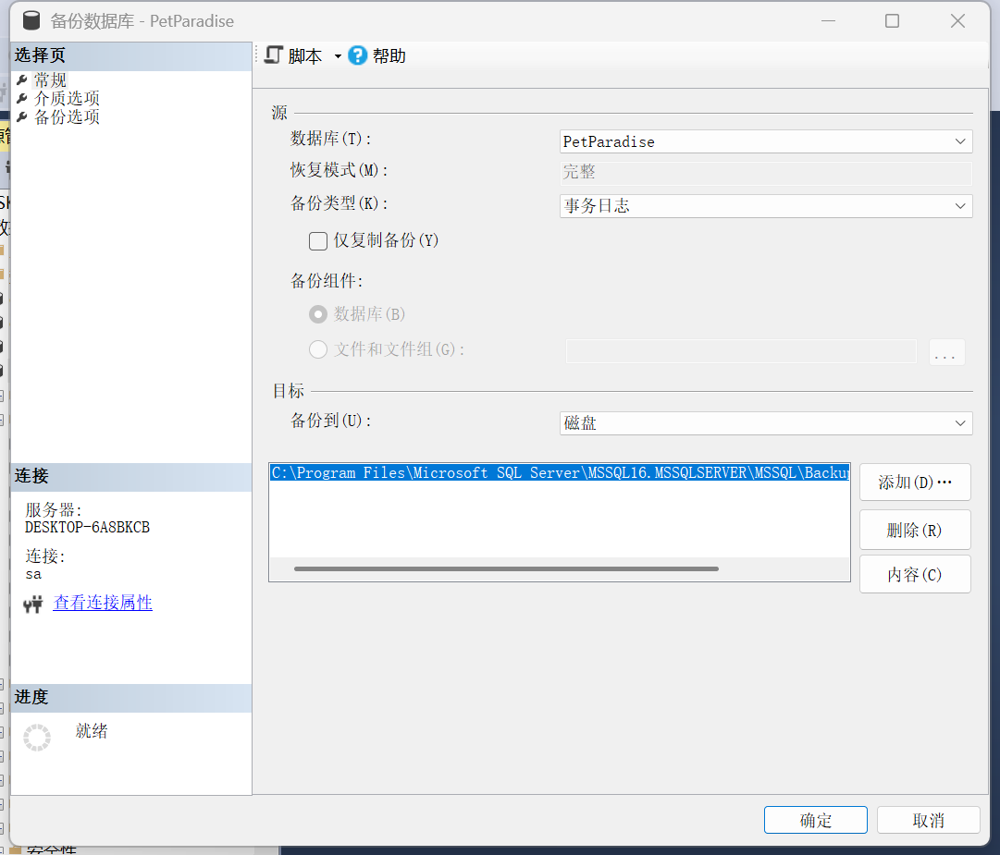 备份数据库 - PetParadise
选择页
常规
介质选项
备份选项
连接
服务器:
DESKTOP-6A8BKCB
连接:
sa
查看连接属性
进度
就绪
脚本 帮助
源
数据库(T): PetParadise
恢复模式(M): 完整
备份类型(K): 事务日志
仅复制备份(Y)
备份组件:
数据库(B)
文件和文件组(G): ...
目标
备份到(U): 磁盘
C:\Program Files\Microsoft SQL Server\MSSQL16.MSSQLSERVER\MSSQL\Backup
添加(D)…
删除(R)
内容(C)
确定 取消
安全性